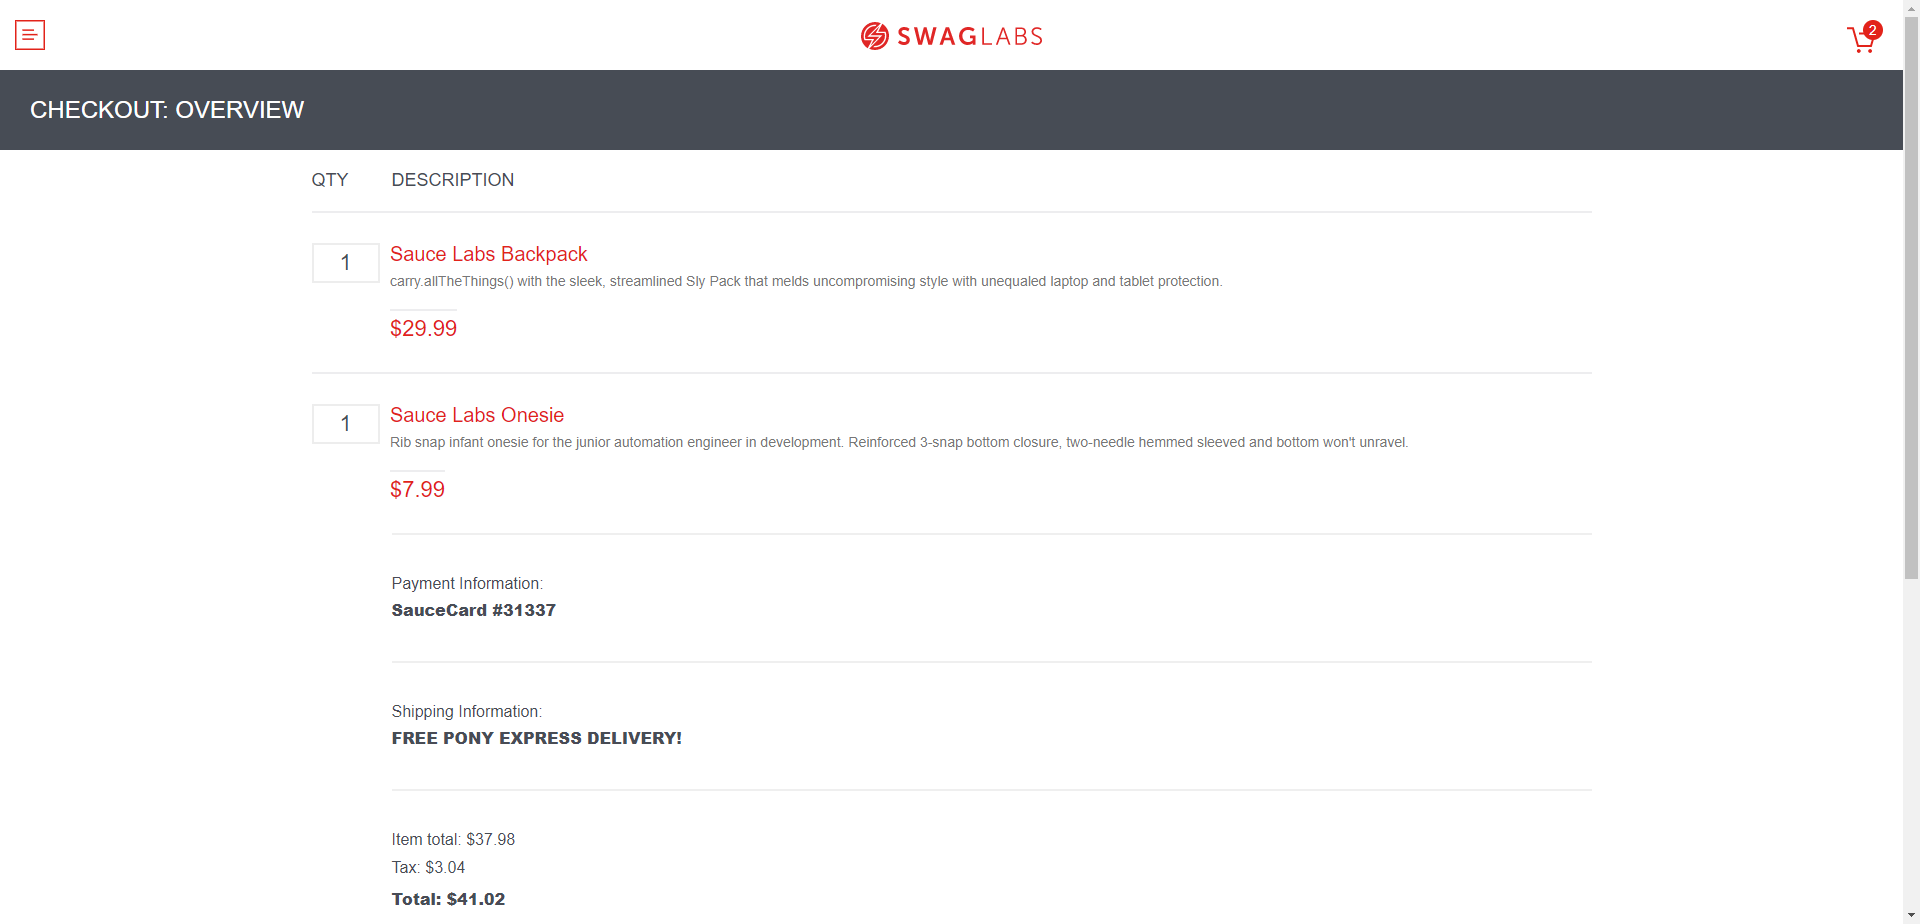 SWAGLABS
2
CHECKOUT: OVERVIEW
QTY DESCRIPTION
1 Sauce Labs Backpack
carry.allTheThings() with the sleek, streamlined Sly Pack that melds uncompromising style with unequaled laptop and tablet protection.
$29.99
1 Sauce Labs Onesie
Rib snap infant onesie for the junior automation engineer in development. Reinforced 3-snap bottom closure, two-needle hemmed sleeved and bottom won't unravel.
$7.99
Payment Information:
SauceCard #31337
Shipping Information:
FREE PONY EXPRESS DELIVERY!
Item total: $37.98
Tax: $3.04
Total: $41.02